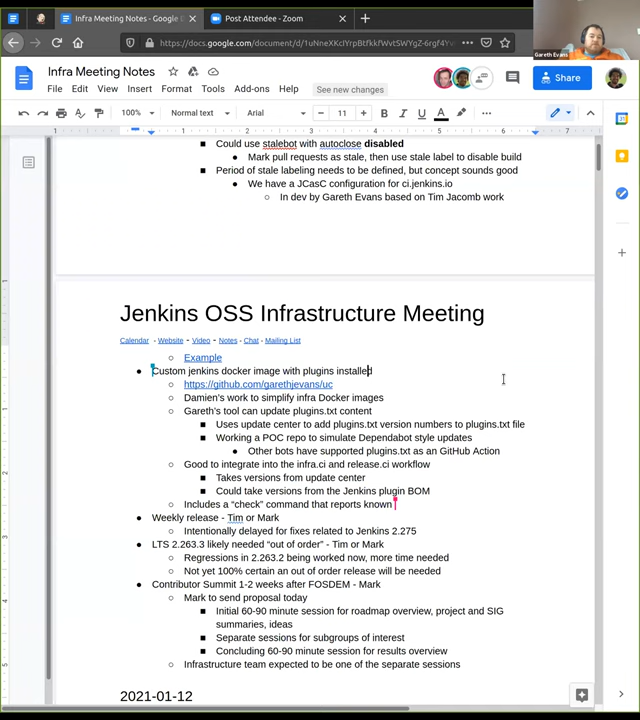 Infra Meeting Notes - Google D
Post Attendee - Zoom
https://docs.google.com/document/d/1uNneXKcIYrpBtfkkfWvtSWYgZ-6rgf4Yv
Gareth Evans
Infra Meeting Notes
Share
File Edit View Insert Format Tools Add-ons Help
See new changes
100% Normal text Arial 11 B I U A
1 1 2 3 4 5 6 7
Could use stalebot with autoclose disabled
Mark pull requests as stale, then use stale label to disable build
Period of stale labeling needs to be defined, but concept sounds good
We have a JCasC configuration for ci.jenkins.io
In dev by Gareth Evans based on Tim Jacomb work
Jenkins OSS Infrastructure Meeting
Calendar - Website - Video - Notes - Chat - Mailing List
Example
Custom jenkins docker image with plugins installed
https://github.com/garethjevans/uc
Damien's work to simplify infra Docker images
Gareth's tool can update plugins.txt content
Uses update center to add plugins.txt version numbers to plugins.txt file
Working a POC repo to simulate Dependabot style updates
Other bots have supported plugins.txt as an GitHub Action
Good to integrate into the infra.ci and release.ci workflow
Takes versions from update center
Could take versions from the Jenkins plugin BOM
Includes a "check" command that reports known
Weekly release - Tim or Mark
Intentionally delayed for fixes related to Jenkins 2.275
LTS 2.263.3 likely needed "out of order" - Tim or Mark
Regressions in 2.263.2 being worked now, more time needed
Not yet 100% certain an out of order release will be needed
Contributor Summit 1-2 weeks after FOSDEM - Mark
Mark to send proposal today
Initial 60-90 minute session for roadmap overview, project and SIG
summaries, ideas
Separate sessions for subgroups of interest
Concluding 60-90 minute session for results overview
Infrastructure team expected to be one of the separate sessions
2021-01-12